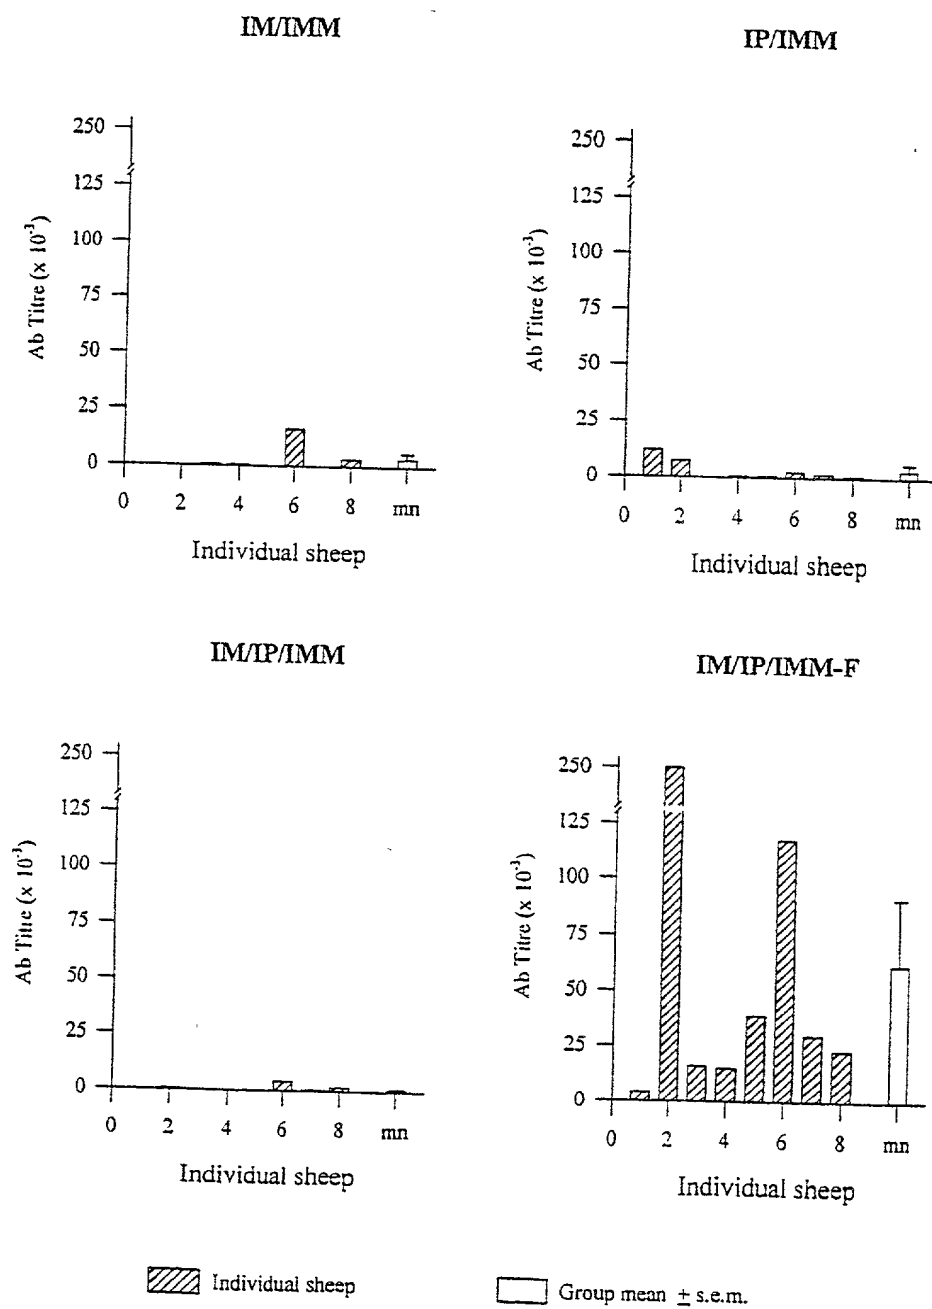 IM/IMM
250
125
100
75
50
25
0
Ab Titre (x 10⁻³)
0 2 4 6 8 mn
Individual sheep
IP/IMM
250
125
100
75
50
25
0
Ab Titre (x 10⁻³)
0 2 4 6 8 mn
Individual sheep
IM/IP/IMM
250
125
100
75
50
25
0
Ab Titre (x 10⁻³)
0 2 4 6 8 mn
Individual sheep
IM/IP/IMM-F
250
125
100
75
50
25
0
Ab Titre (x 10⁻³)
0 2 4 6 8 mn
Individual sheep
Individual sheep
Group mean ± s.e.m.